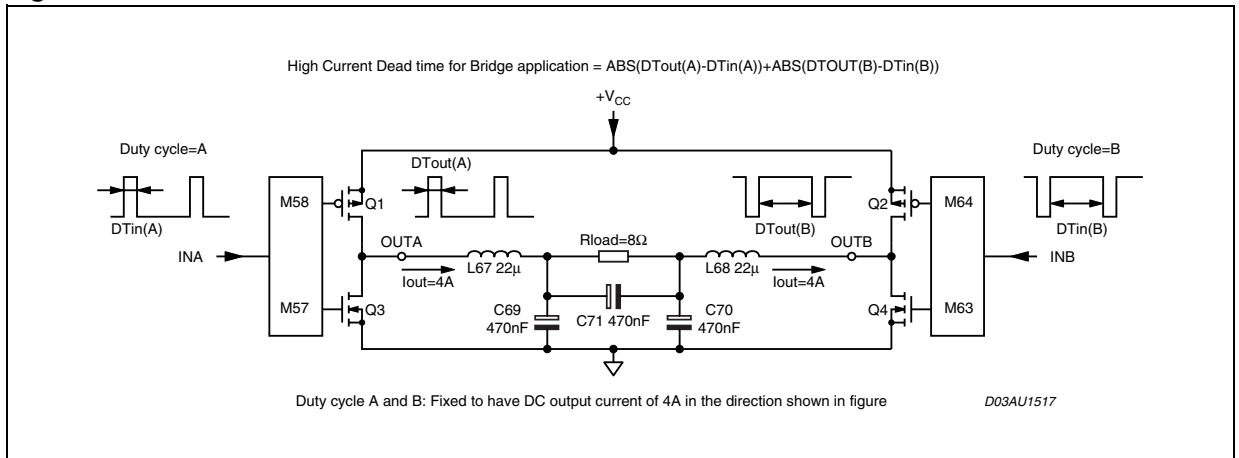 High Current Dead time for Bridge application = ABS(DTout(A)-DTin(A))+ABS(DTOUT(B)-DTin(B))
+VCC
Duty cycle=A
DTout(A)
Duty cycle=B
M58
Q1
Q2
M64
DTin(A)
DTout(B)
DTin(B)
OUTA
Rload=8Ω
OUTB
INA
L67 22μ
L68 22μ
INB
Iout=4A
Iout=4A
M57
Q3
C69
470nF
C71 470nF
C70
470nF
Q4
M63
Duty cycle A and B: Fixed to have DC output current of 4A in the direction shown in figure
D03AU1517